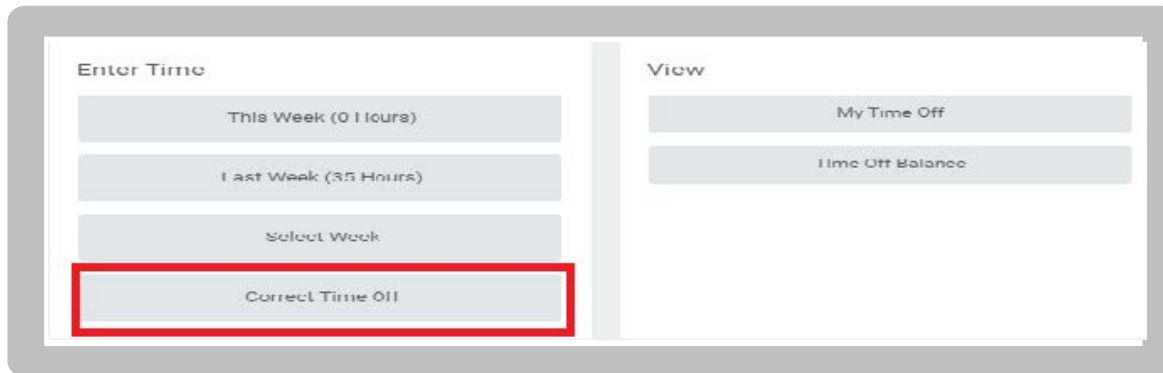 Enter Time
This Week (0 Hours)
Last Week (35 Hours)
Select Week
Correct Time Off
View
My Time Off
Time Off Balance